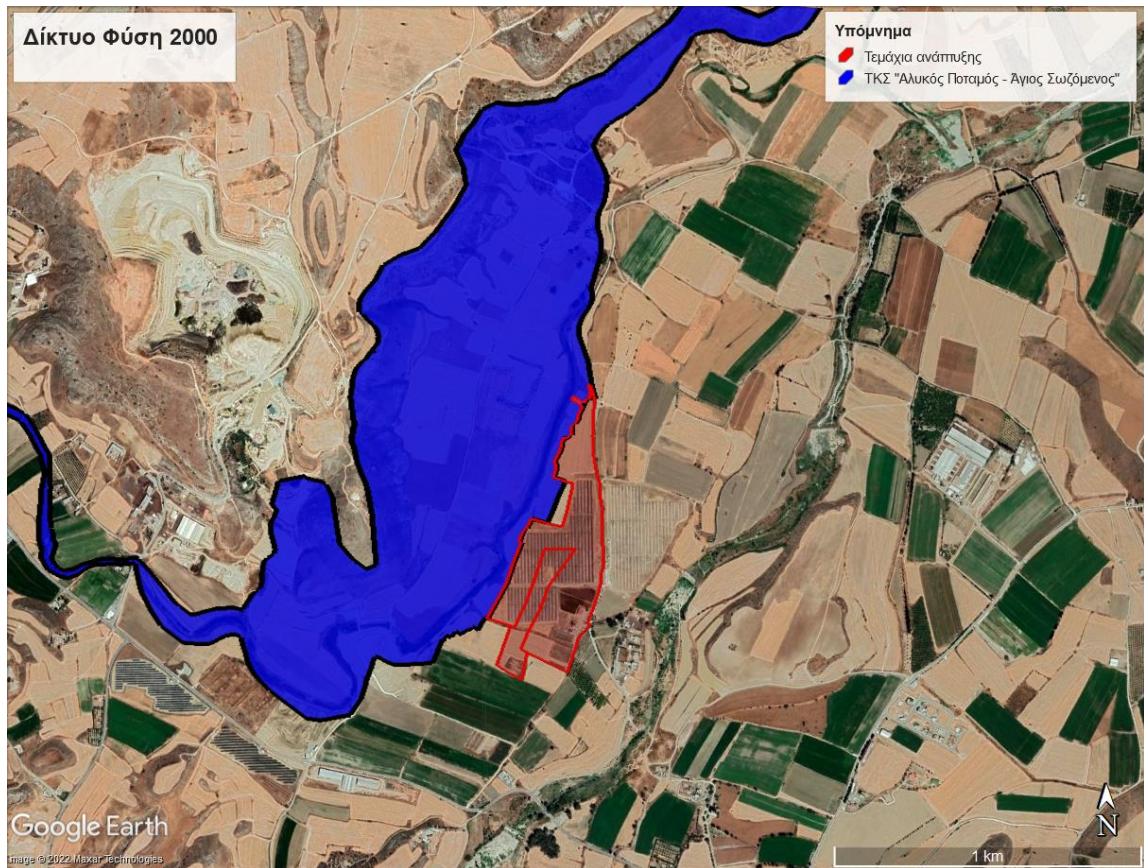 Δίκτυο Φύση 2000
Υπόμνημα
Τεμάχια ανάπτυξης
ΤΚΣ "Αλυκός Ποταμός - Άγιος Σωζόμενος"
Google Earth
Image © 2022 Maxar Technologies
N
1 km